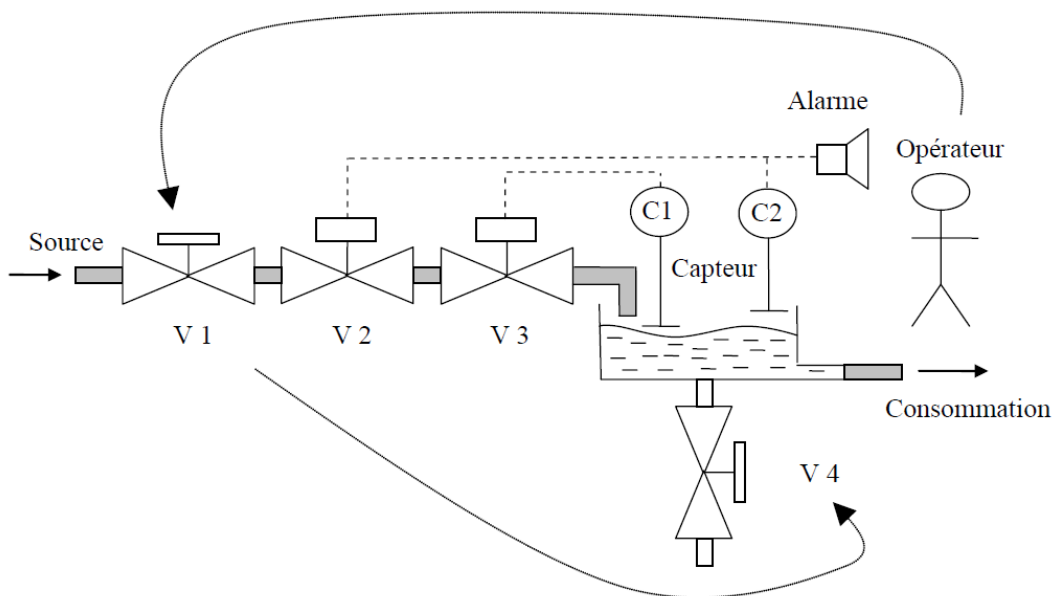 Alarme
Opérateur
C1
C2
Source
Capteur
V 1
V 2
V 3
Consommation
V 4